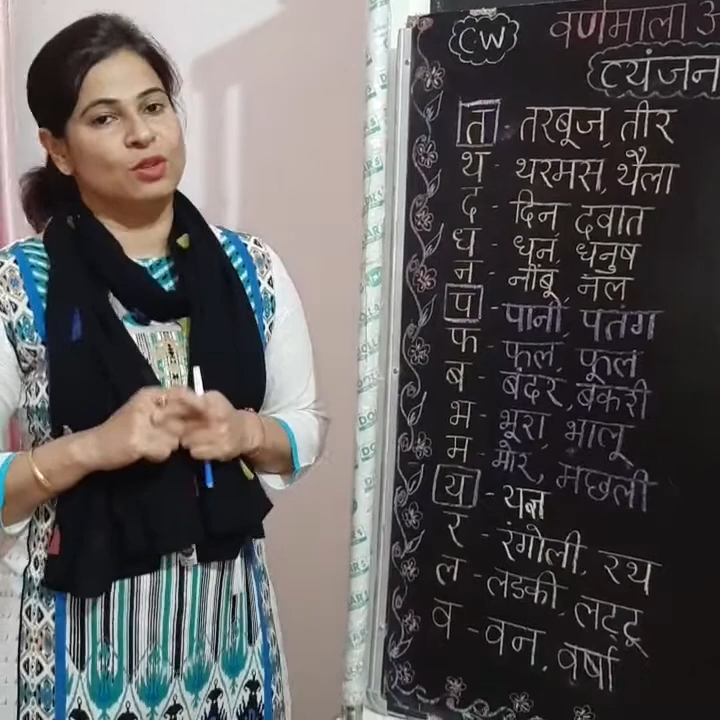 CW
वर्णमाला
व्यंजन
त - तरबूज, तीर
थ - थरमस, थैला
द - दिन, दवात
ध - धन, धनुष
न - नींबू, नल
प - पानी, पतंग
फ - फल, फूल
ब - बंदर, बकरी
भ - भूरा, भालू
म - मोर, मछली
य - यज्ञ
र - रंगोली, रथ
ल - लडकी, लट्टू
व - वन, वर्षा